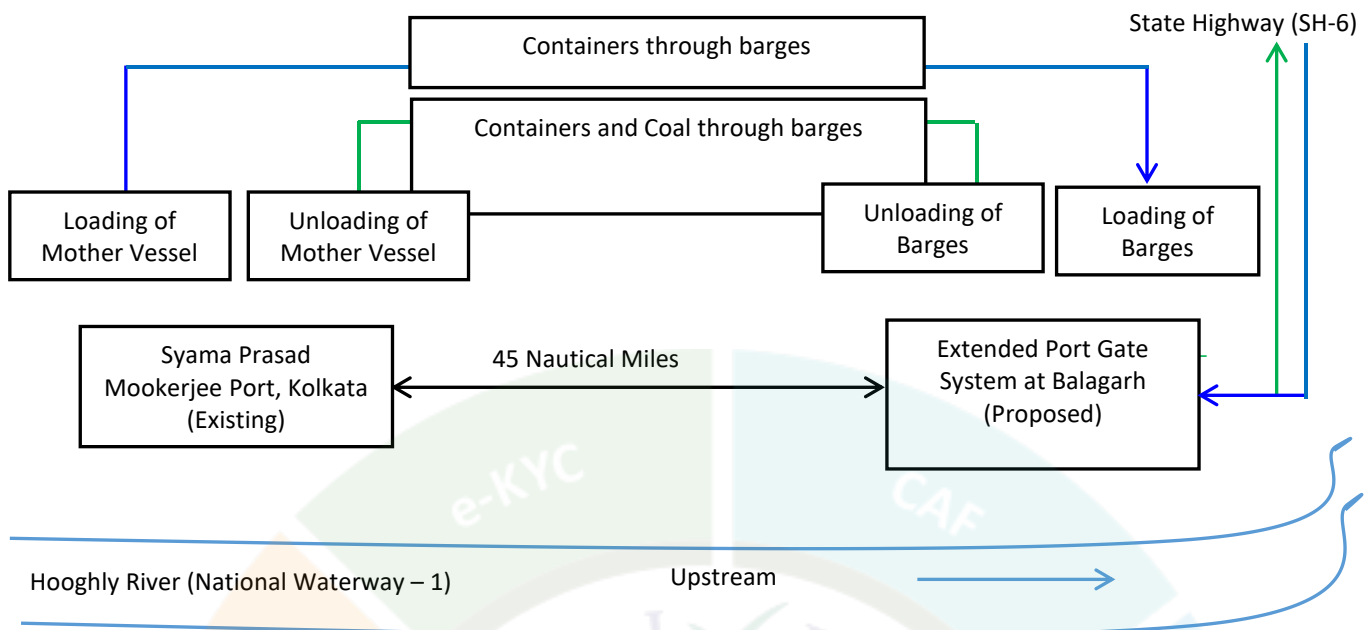 State Highway (SH-6)
Containers through barges
Containers and Coal through barges
Loading of
Mother Vessel
Unloading of
Mother Vessel
Unloading of
Barges
Loading of
Barges
Syama Prasad
Mookerjee Port, Kolkata
(Existing)
45 Nautical Miles
Extended Port Gate
System at Balagarh
(Proposed)
e-KYC
CAF
Hooghly River (National Waterway – 1)
Upstream